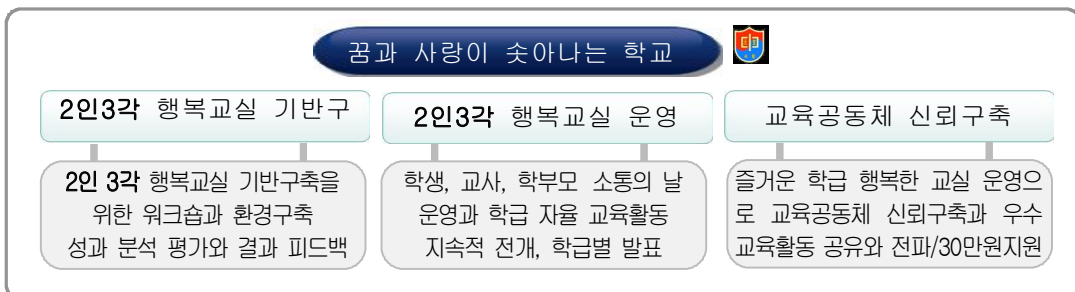 꿈과 사랑이 솟아나는 학교
中
2인3각 행복교실 기반구
2인3각 행복교실 운영
교육공동체 신뢰구축
2인 3각 행복교실 기반구축을
위한 워크숍과 환경구축
성과 분석 평가와 결과 피드백
학생, 교사, 학부모 소통의 날
운영과 학급 자율 교육활동
지속적 전개, 학급별 발표
즐거운 학급 행복한 교실 운영으
로 교육공동체 신뢰구축과 우수
교육활동 공유와 전파/30만원지원